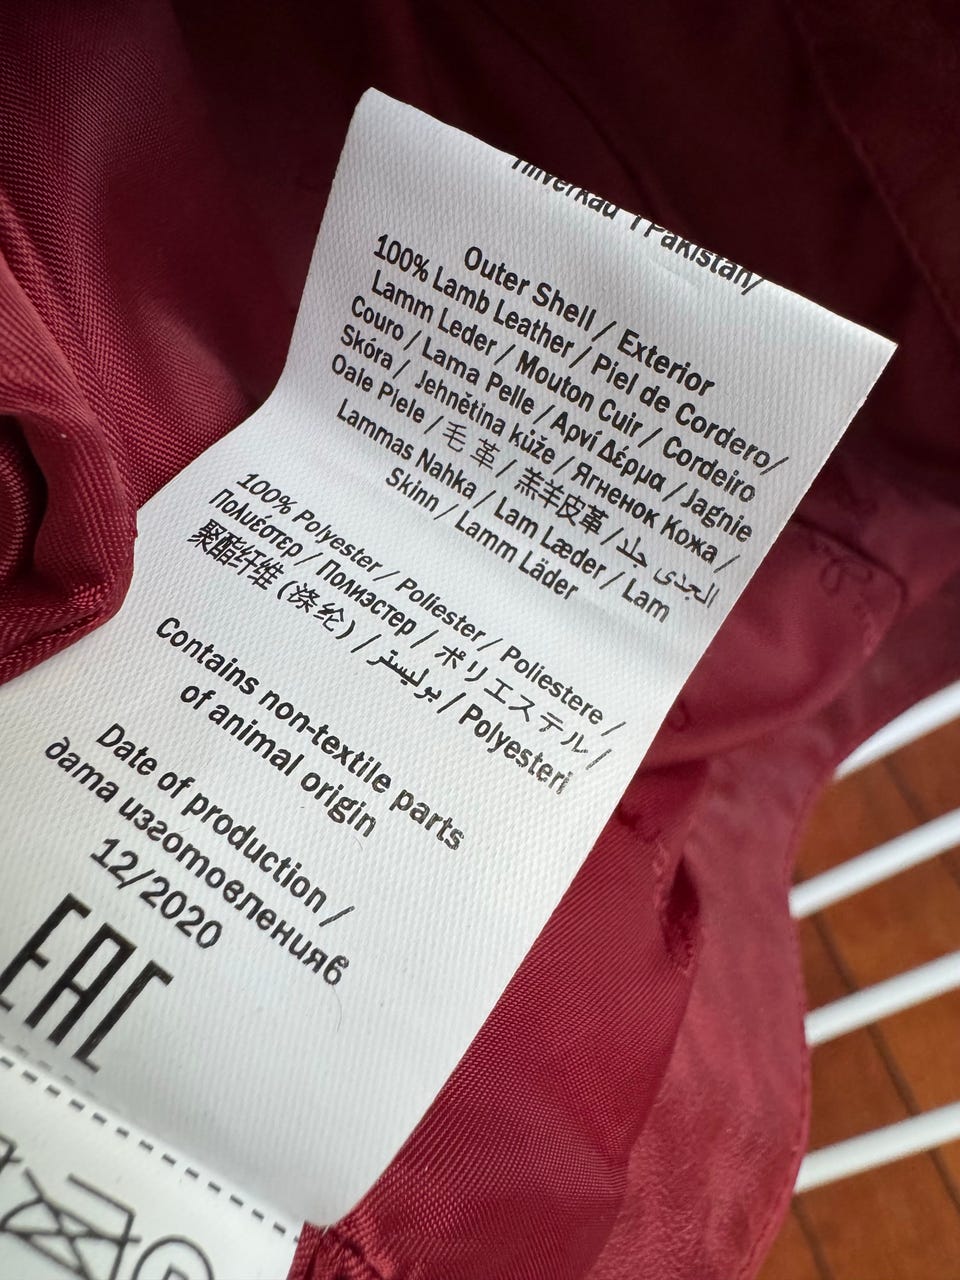 Tillverkad i Pakistan/
Outer Shell / Exterior
100% Lamb Leather / Piel de Cordero/
Lamm Leder / Mouton Cuir / Cordeiro
Couro / Lama Pelle / Αρνί Δέρμα / Jagnie
Skóra / Jehnětina kůže / Ягненок Кожа /
Oale Piele / 毛 革 / 羔羊皮革 / الجدي جلد
Lammas Nahka / Lam Læder / Lam
Skinn / Lamm Läder
100% Polyester / Poliester/ Poliestere /
Πολυέστερ / Полиэстер / ポリエステル /
聚酯纤维 (涤纶) / بوليستر / Polyesteri
Contains non-textile parts
of animal origin
Date of production /
дата изготовленияв
12/2020
EAC
P